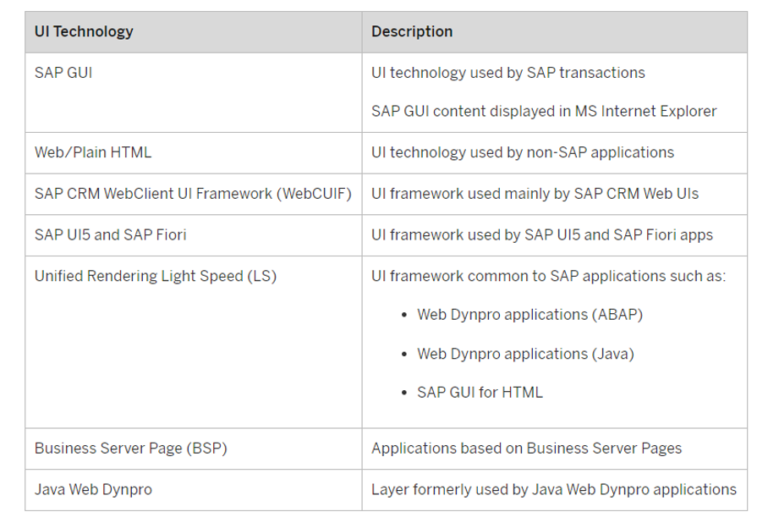 UI Technology Description
SAP GUI UI technology used by SAP transactions
SAP GUI content displayed in MS Internet Explorer
Web/Plain HTML UI technology used by non-SAP applications
SAP CRM WebClient UI Framework (WebCUIF) UI framework used mainly by SAP CRM Web UIs
SAP UI5 and SAP Fiori UI framework used by SAP UI5 and SAP Fiori apps
Unified Rendering Light Speed (LS) UI framework common to SAP applications such as:
• Web Dynpro applications (ABAP)
• Web Dynpro applications (Java)
• SAP GUI for HTML
Business Server Page (BSP) Applications based on Business Server Pages
Java Web Dynpro Layer formerly used by Java Web Dynpro applications